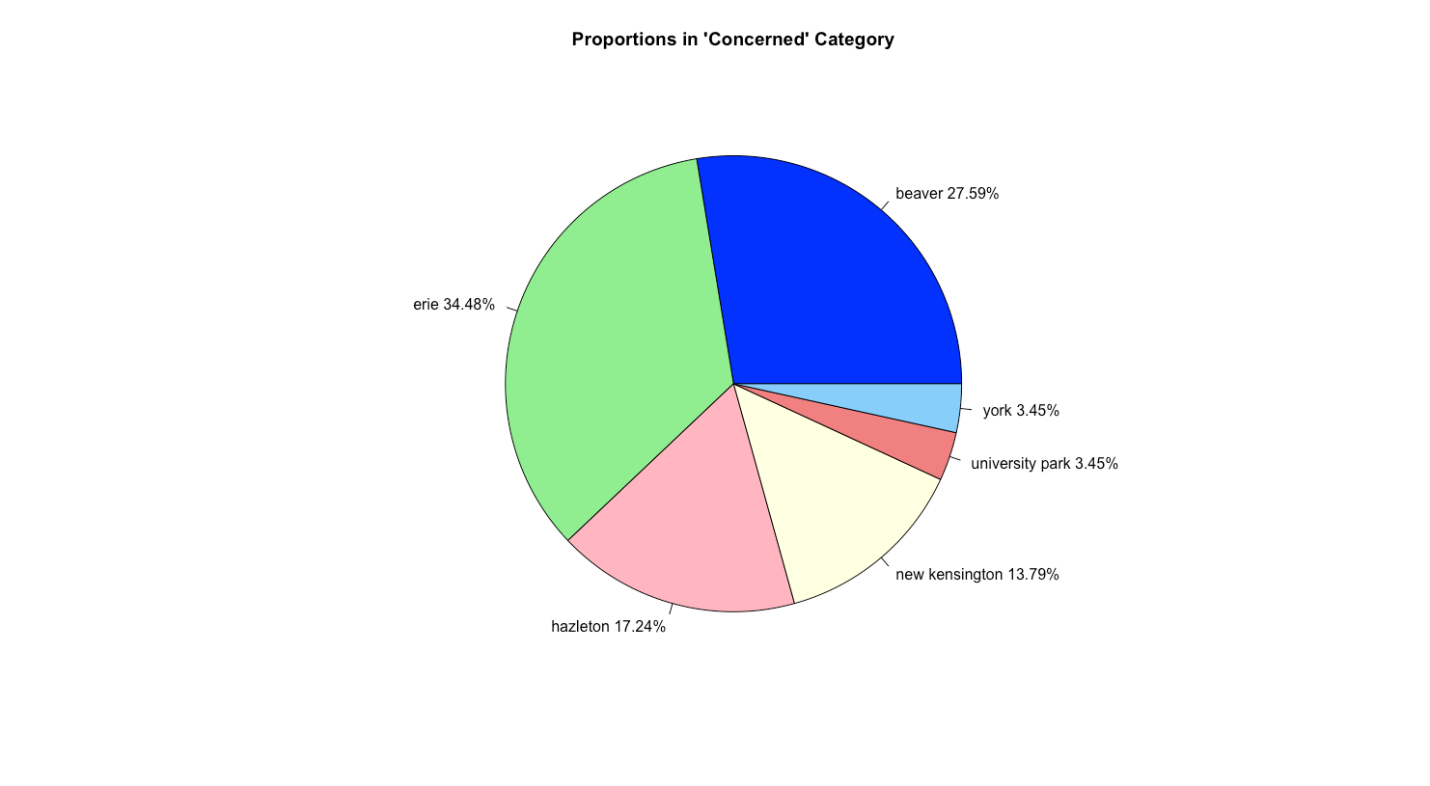 Proportions in 'Concerned' Category
beaver 27.59%
erie 34.48%
york 3.45%
university park 3.45%
new kensington 13.79%
hazleton 17.24%